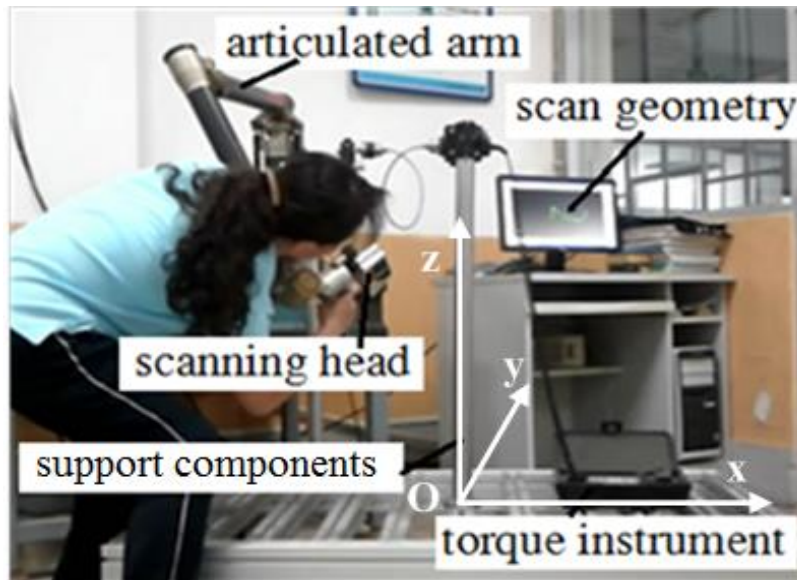 articulated arm
scan geometry
z
scanning head
y
support components
O
x
torque instrument